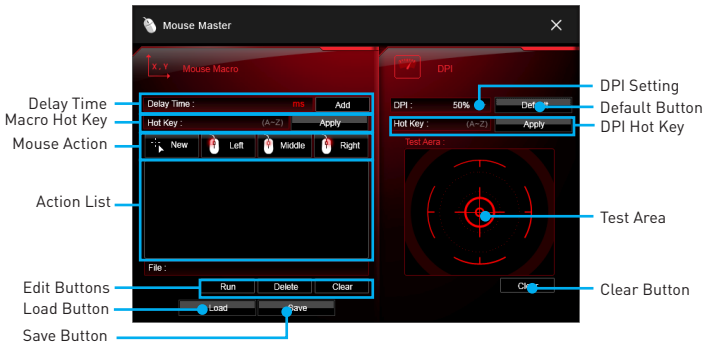 Mouse Master
X.Y
Mouse Macro
DPI
Delay Time :
ms
Add
Hot Key :
(A~Z)
Apply
New
Left
Middle
Right
File :
Run
Delete
Clear
Load
Save
DPI :
50%
Default
Hot Key :
(A~Z)
Apply
Test Aera :
Clear
Delay Time
Macro Hot Key
Mouse Action
Action List
Edit Buttons
Load Button
Save Button
DPI Setting
Default Button
DPI Hot Key
Test Area
Clear Button